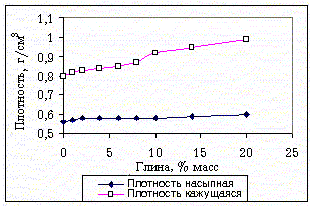 Плотность, г/см³
1,1
1
0,9
0,8
0,7
0,6
0,5
0 5 10 15 20 25
Глина, % масс
Плотность насыпная
Плотность кажущаяся